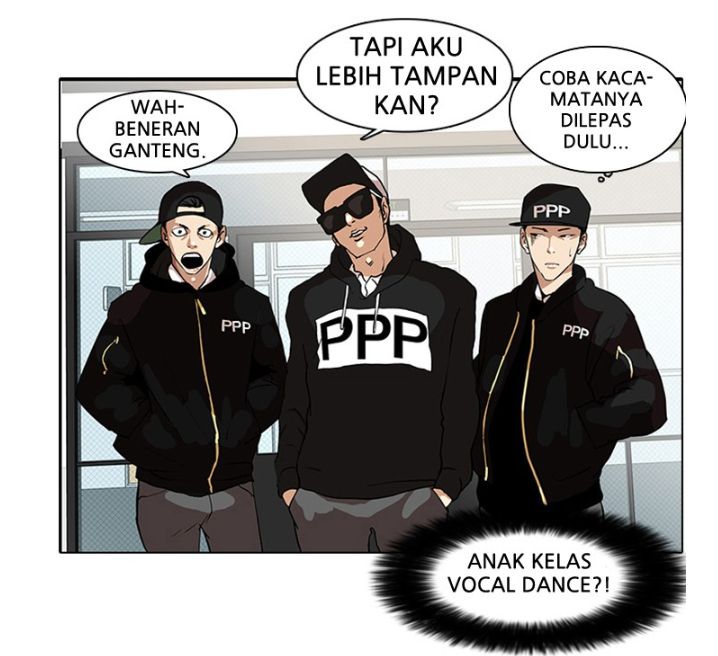 WAH-
BENERAN
GANTENG.
TAPI AKU
LEBIH TAMPAN
KAN?
COBA KACA-
MATANYA
DILEPAS
DULU...
PPP
PPP
PPP
PPP
ANAK KELAS
VOCAL DANCE?!